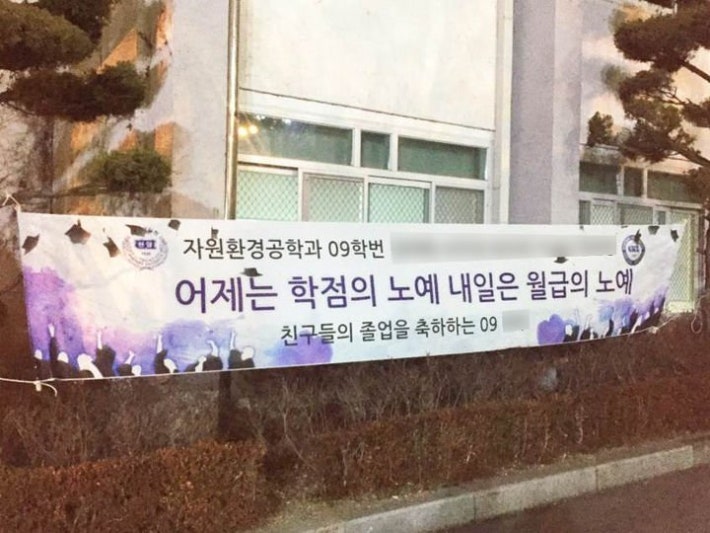 자원환경공학과 09학번
어제는 학점의 노예 내일은 월급의 노예
친구들의 졸업을 축하하는 09